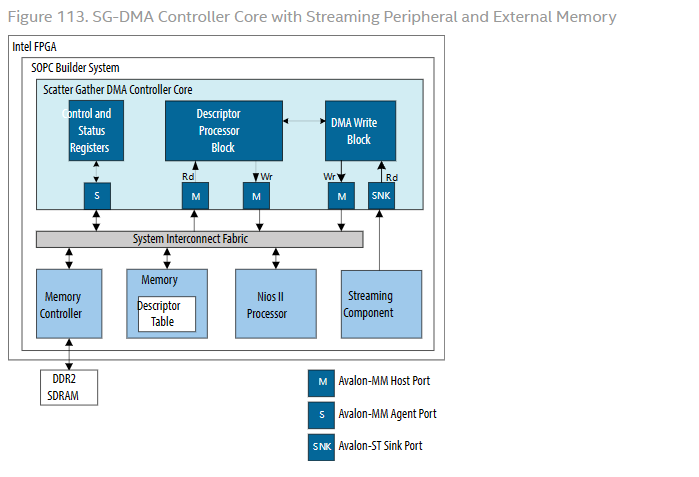 Figure 113. SG-DMA Controller Core with Streaming Peripheral and External Memory
Intel FPGA
SOPC Builder System
Scatter Gather DMA Controller Core
Control and
Status
Registers
Descriptor
Processor
Block
DMA Write
Block
Rd
Wr
Wr
Rd
S
M
M
M
SNK
System Interconnect Fabric
Memory
Controller
Memory
Descriptor
Table
Nios II
Processor
Streaming
Component
DDR2
SDRAM
M Avalon-MM Host Port
S Avalon-MM Agent Port
SNK Avalon-ST Sink Port